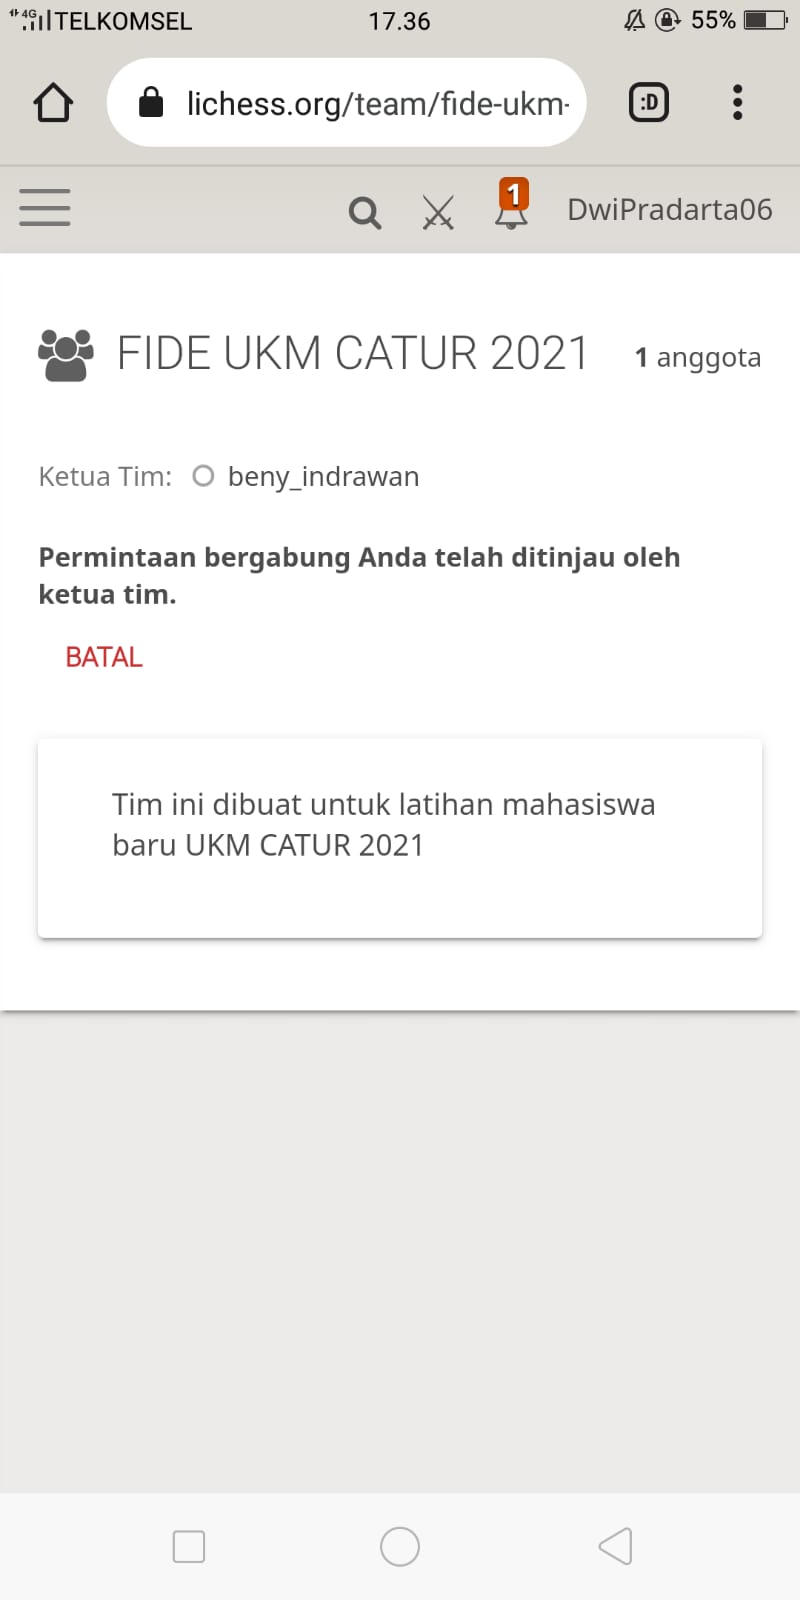 4G TELKOMSEL 17.36 55%
lichess.org/team/fide-ukm- :D
1 DwiPradarta06
FIDE UKM CATUR 2021 1 anggota
Ketua Tim: beny_indrawan
Permintaan bergabung Anda telah ditinjau oleh
ketua tim.
BATAL
Tim ini dibuat untuk latihan mahasiswa
baru UKM CATUR 2021